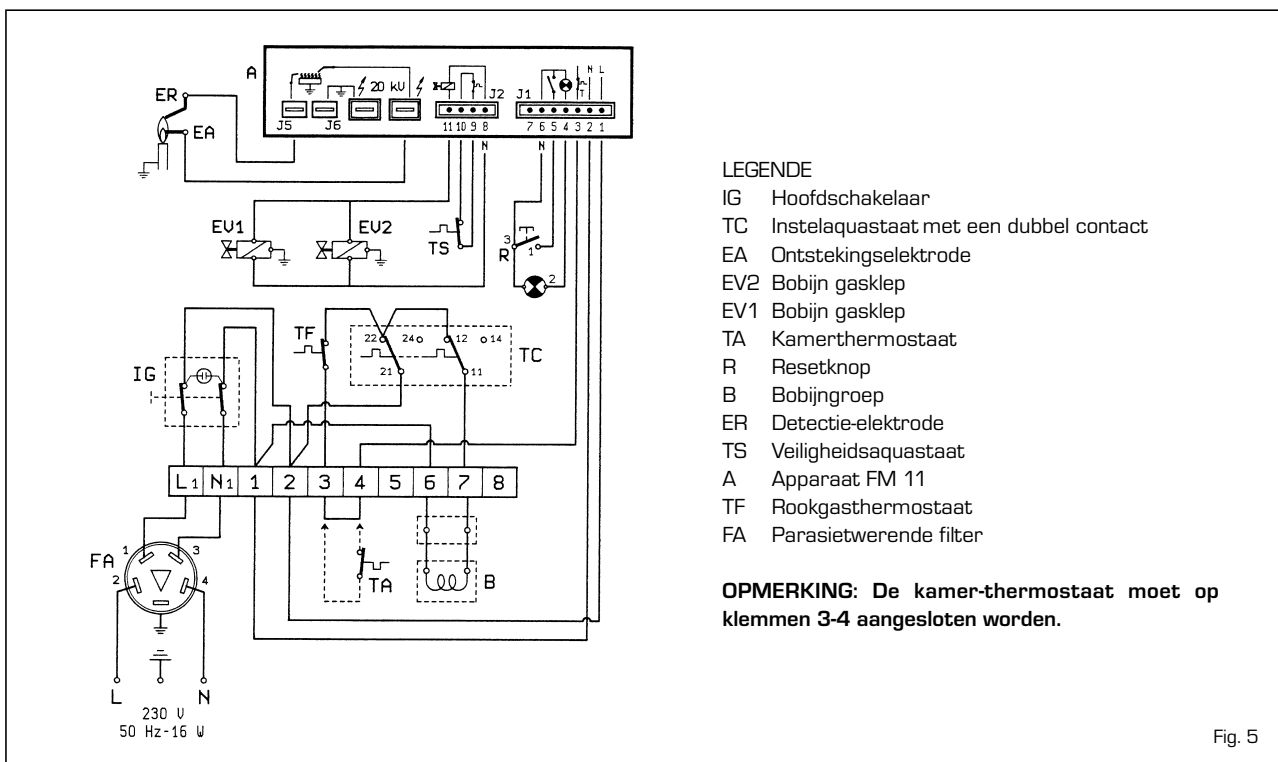 A
20 kV
J2
J1
N
L
T
J5
J6
11 10 9 8
7 6 5 4 3 2 1
N
N
ER
EA
EV1
EV2
TS
3
1
R
2
TF
22
24
12
14
TC
21
11
IG
L1 N1 1 2 3 4 5 6 7 8
FA
1
3
2
4
TA
B
L
N
230 V
50 Hz-16 W
LEGENDE
IG Hoofdschakelaar
TC Instelaquastaat met een dubbel contact
EA Ontstekingselektrode
EV2 Bobijn gasklep
EV1 Bobijn gasklep
TA Kamerthermostaat
R Resetknop
B Bobijngroep
ER Detectie-elektrode
TS Veiligheidsaquastaat
A Apparaat FM 11
TF Rookgasthermostaat
FA Parasietwerende filter
OPMERKING: De kamer-thermostaat moet op
klemmen 3-4 aangesloten worden.
Fig. 5